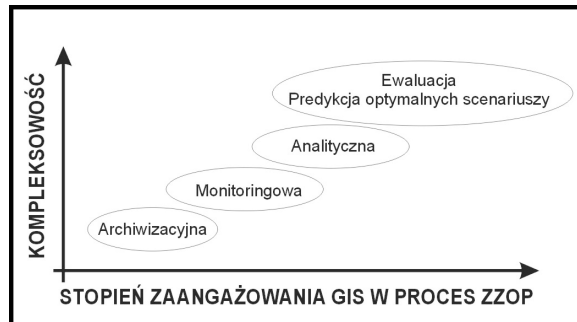 Ewaluacja
Predykcja optymalnych scenariuszy
Analityczna
Monitoringowa
Archiwizacyjna
KOMPLEKSOWOŚĆ
STOPIEŃ ZAANGAŻOWANIA GIS W PROCES ZZOP